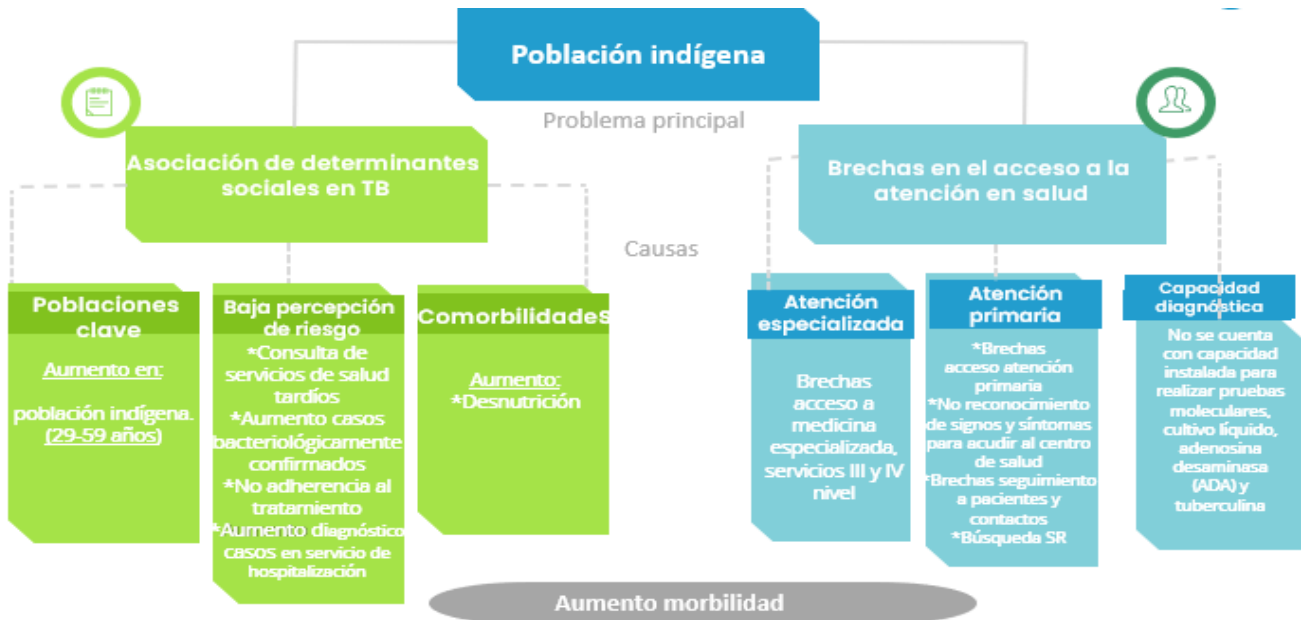 Población indígena
Problema principal
Asociación de determinantes
sociales en TB
Brechas en el acceso a la
atención en salud
Causas
Poblaciones
clave
Aumento en:
población indígena.
(29-59 años)
Baja percepción
de riesgo
*Consulta de
servicios de salud
tardíos
*Aumento casos
bacteriológicamente
confirmados
*No adherencia al
tratamiento
*Aumento diagnóstico
casos en servicio de
hospitalización
Comorbilidades
Aumento:
*Desnutrición
Atención
especializada
Brechas
acceso a
medicina
especializada,
servicios III y IV
nivel
Atención
primaria
*Brechas
acceso atención
primaria
*No reconocimiento
de signos y síntomas
para acudir al centro
de salud
*Brechas seguimiento
a pacientes y
contactos
*Búsqueda SR
Capacidad
diagnóstica
No se cuenta
con capacidad
instalada para
realizar pruebas
moleculares,
cultivo líquido,
adenosina
desaminasa
(ADA) y
tuberculina
Aumento morbilidad